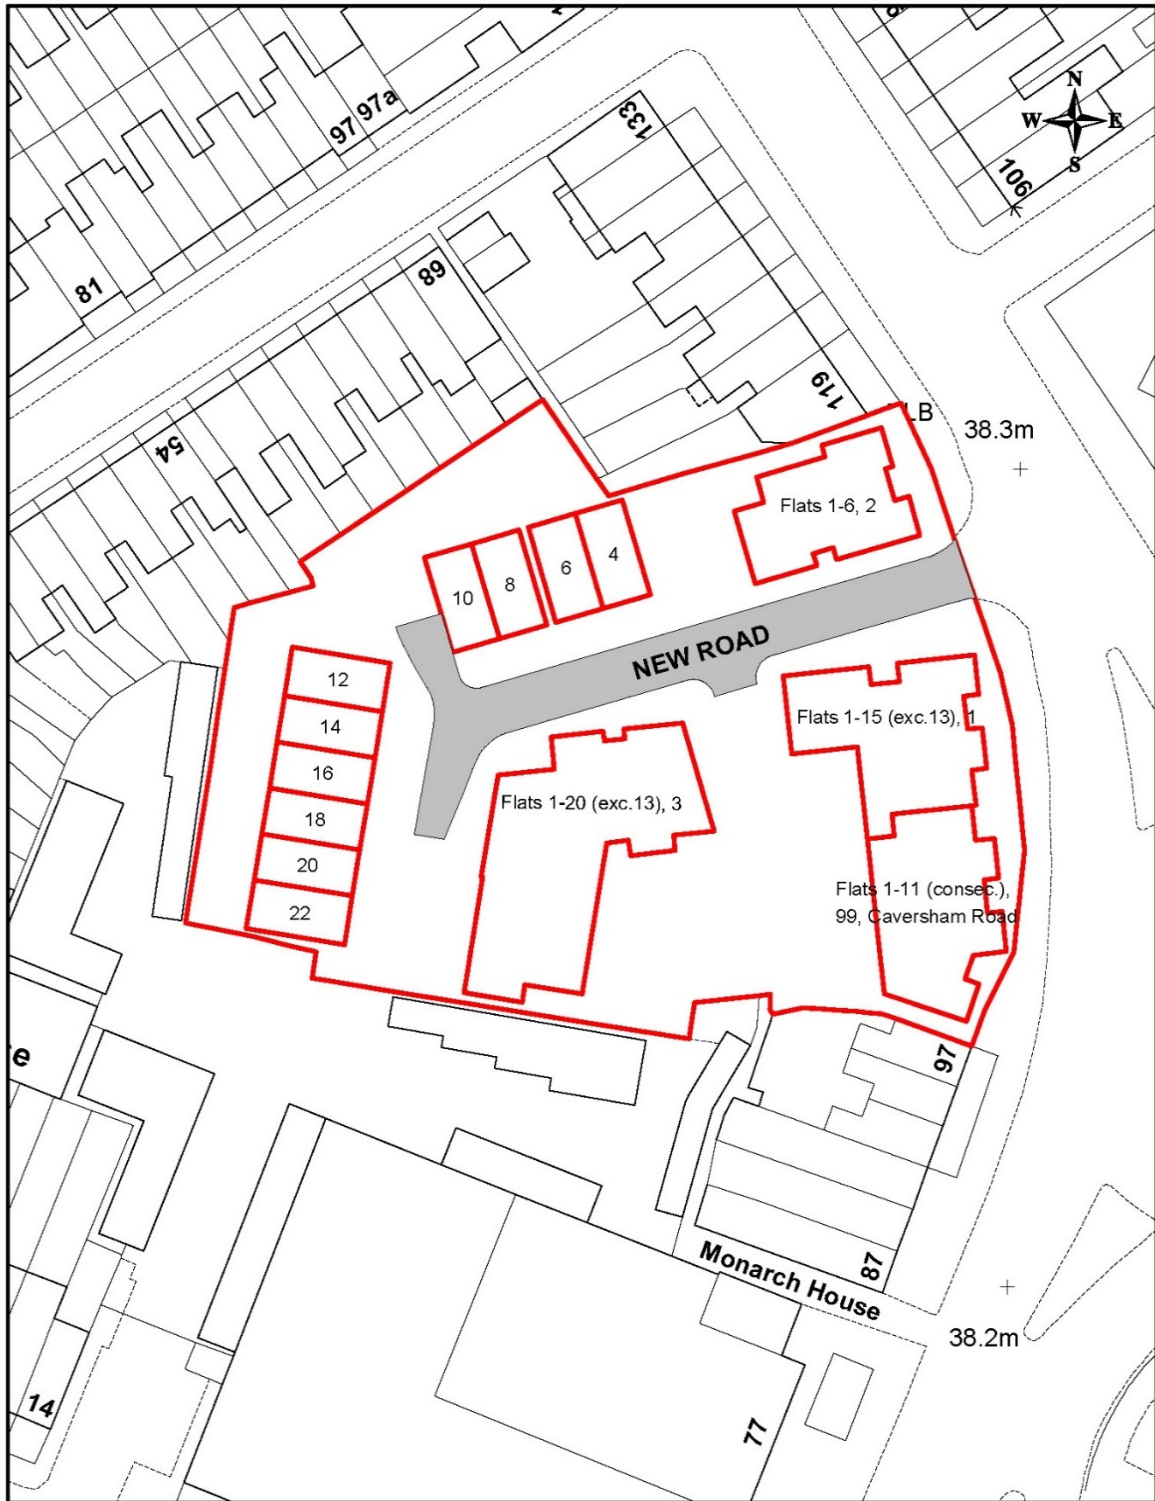 97 97a
133
N
W E
S
106
81
89
54
119
LB
38.3m
Flats 1-6, 2
4
6
8
10
NEW ROAD
12
14
16
18
20
22
Flats 1-15 (exc.13), 1
Flats 1-20 (exc.13), 3
Flats 1-11 (consec.),
99, Caversham Road
97
e
87
Monarch House
38.2m
14
77